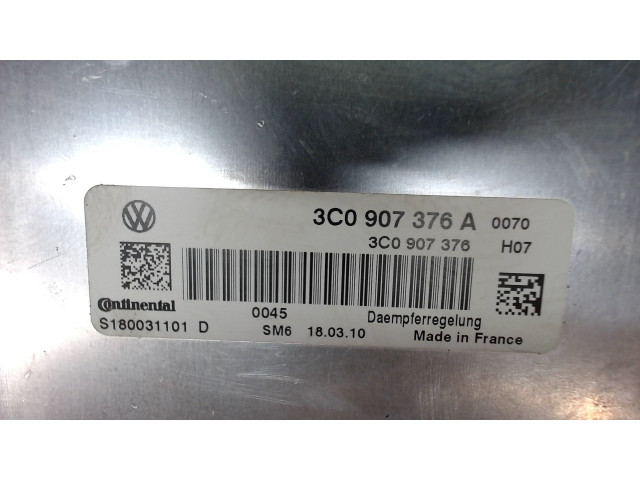 VW
3C0 907 376 A 0070
3C0 907 376 H07
Continental
0045 Daempferregelung
S180031101 D SM6 18.03.10 Made in France